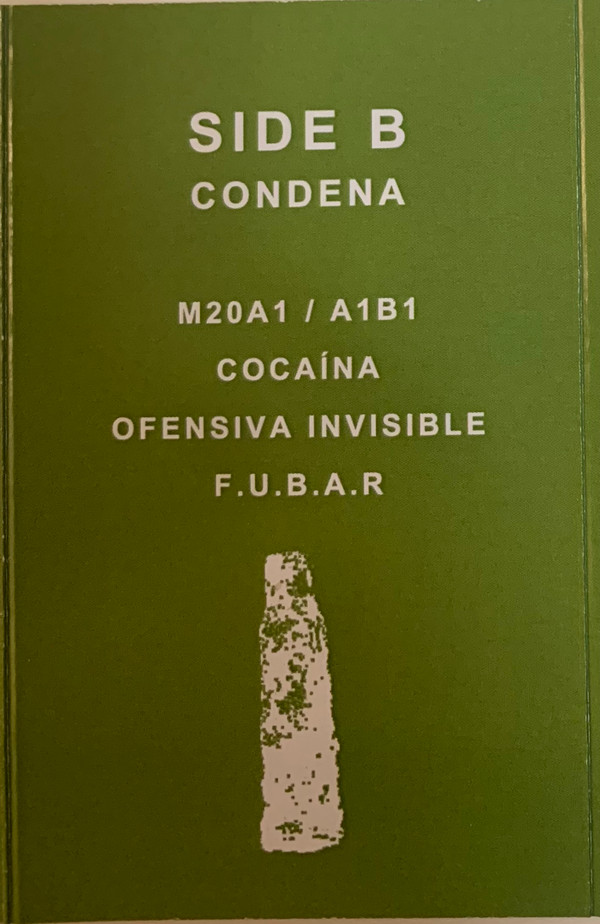 SIDE B
CONDENA
M20A1 / A1B1
COCAÍNA
OFENSIVA INVISIBLE
F.U.B.A.R